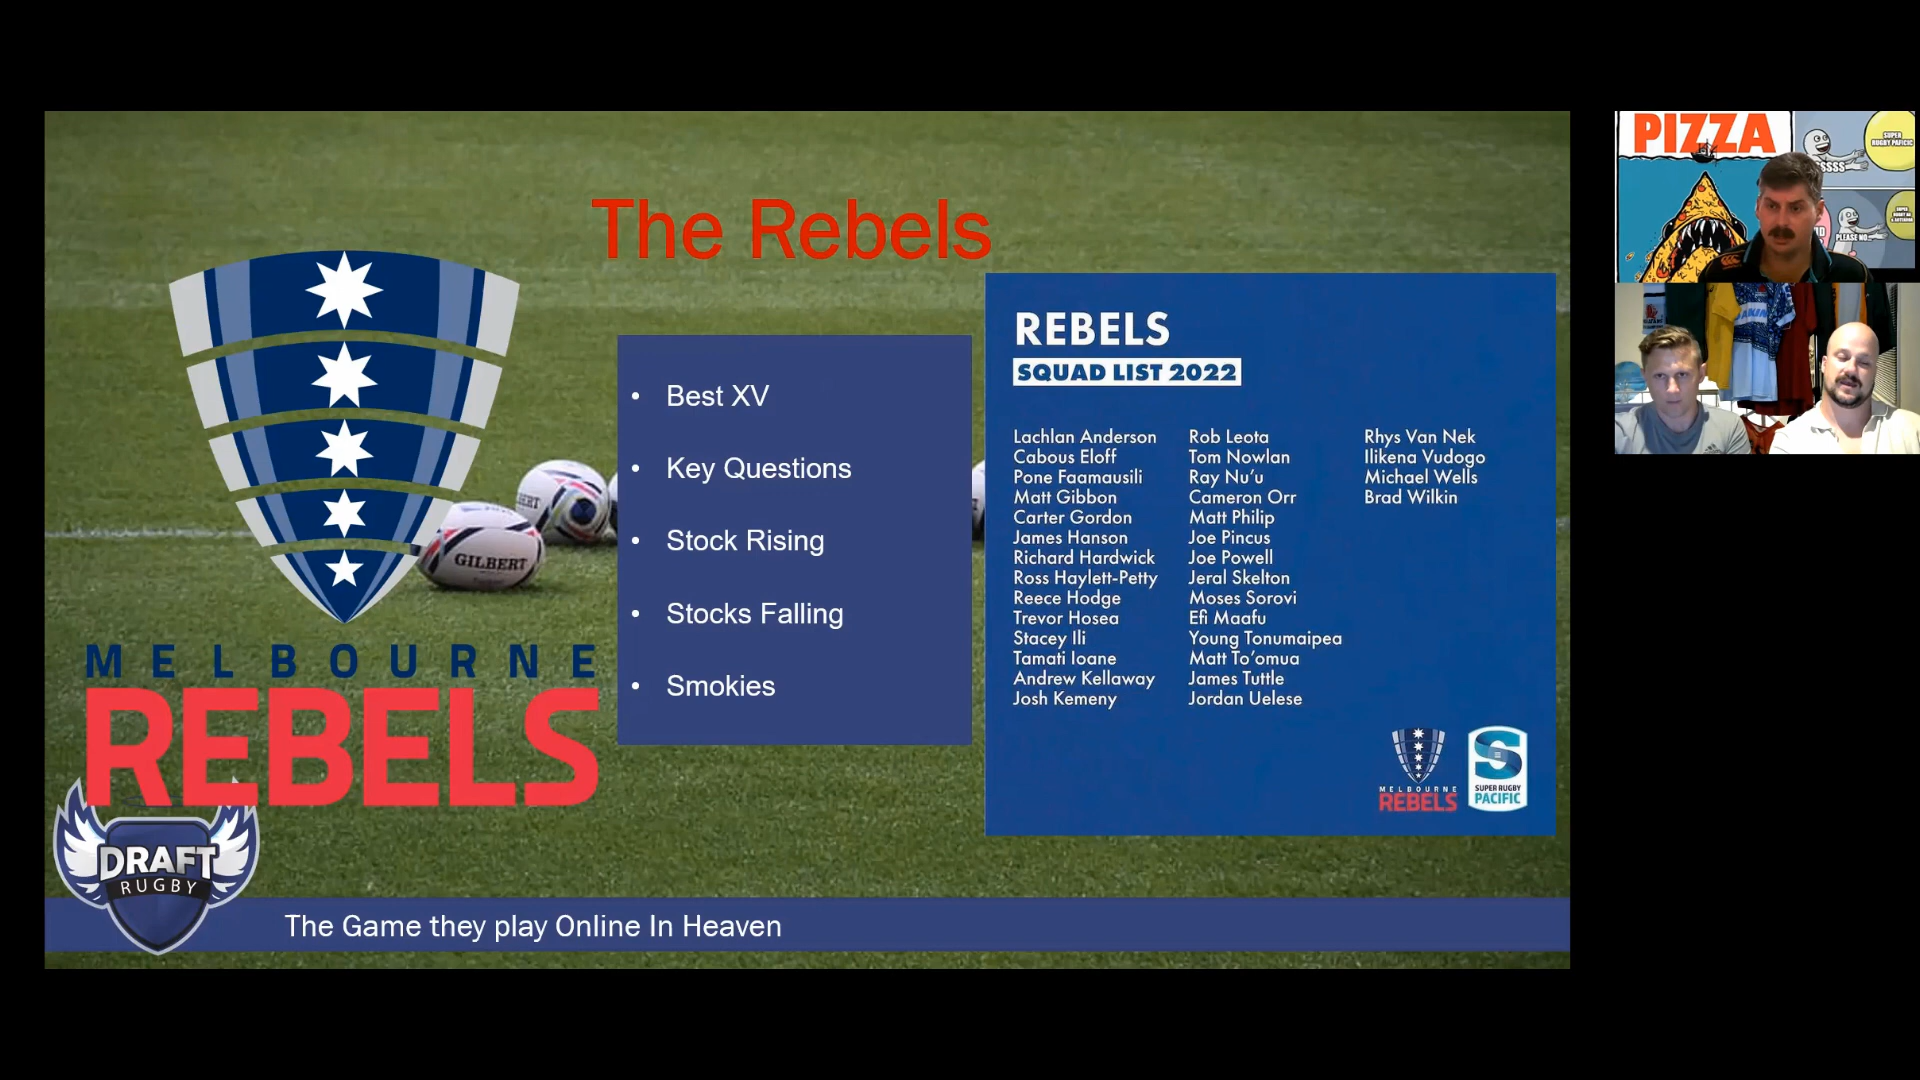 The Rebels
MELBOURNE
REBELS
GILBERT
• Best XV
• Key Questions
• Stock Rising
• Stocks Falling
• Smokies
REBELS
SQUAD LIST 2022
Lachlan Anderson
Cabous Eloff
Pone Faamausili
Matt Gibbon
Carter Gordon
James Hanson
Richard Hardwick
Ross Haylett-Petty
Reece Hodge
Trevor Hosea
Stacey Ili
Tamati Ioane
Andrew Kellaway
Josh Kemeny
Rob Leota
Tom Nowlan
Ray Nu’u
Cameron Orr
Matt Philip
Joe Pincus
Joe Powell
Jeral Skelton
Moses Sorovi
Efi Maafu
Young Tonumaipea
Matt To’omua
James Tuttle
Jordan Uelese
Rhys Van Nek
Ilikena Vudogo
Michael Wells
Brad Wilkin
MELBOURNE
REBELS
SUPER RUGBY
PACIFIC
DRAFT
RUGBY
The Game they play Online In Heaven
PIZZA
SUPER
RUGBY PAFICIC
PLEASE NO...